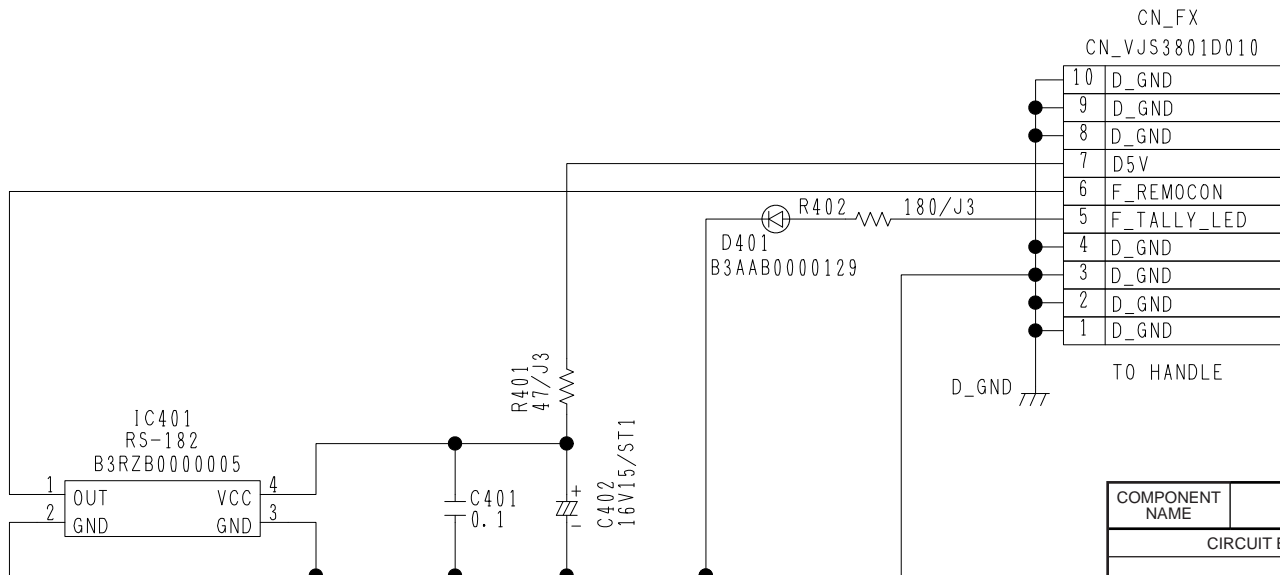 CN_FX
CN_VJS3801D010
10 D_GND
9 D_GND
8 D_GND
7 D5V
6 F_REMOCON
5 F_TALLY_LED
4 D_GND
3 D_GND
2 D_GND
1 D_GND
TO HANDLE
D_GND
R402 180/J3
D401
B3AAB0000129
R401
47/J3
IC401
RS-182
B3RZB0000005
1 OUT VCC 4
2 GND GND 3
C401
0.1
+
-
C402
16V15/ST1
COMPONENT
NAME
CIRCUIT